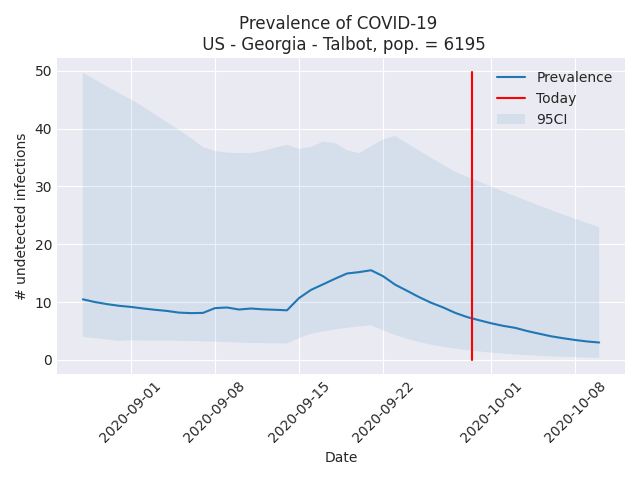 Prevalence of COVID-19
US - Georgia - Talbot, pop. = 6195
50
40
30
20
10
0
# undetected infections
Prevalence
Today
95CI
2020-09-01
2020-09-08
2020-09-15
2020-09-22
2020-10-01
2020-10-08
Date